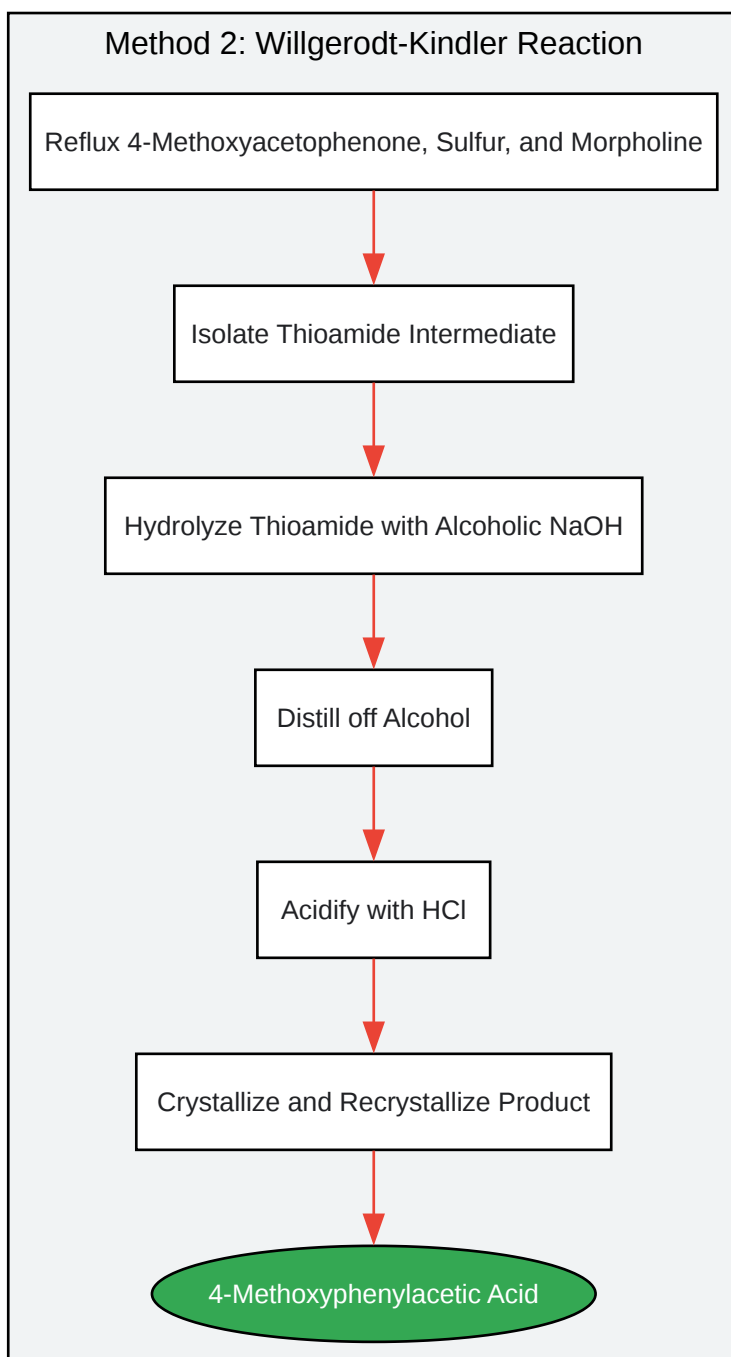 Method 2: Willgerodt-Kindler Reaction
Reflux 4-Methoxyacetophenone, Sulfur, and Morpholine
Isolate Thioamide Intermediate
Hydrolyze Thioamide with Alcoholic NaOH
Distill off Alcohol
Acidify with HCl
Crystallize and Recrystallize Product
4-Methoxyphenylacetic Acid